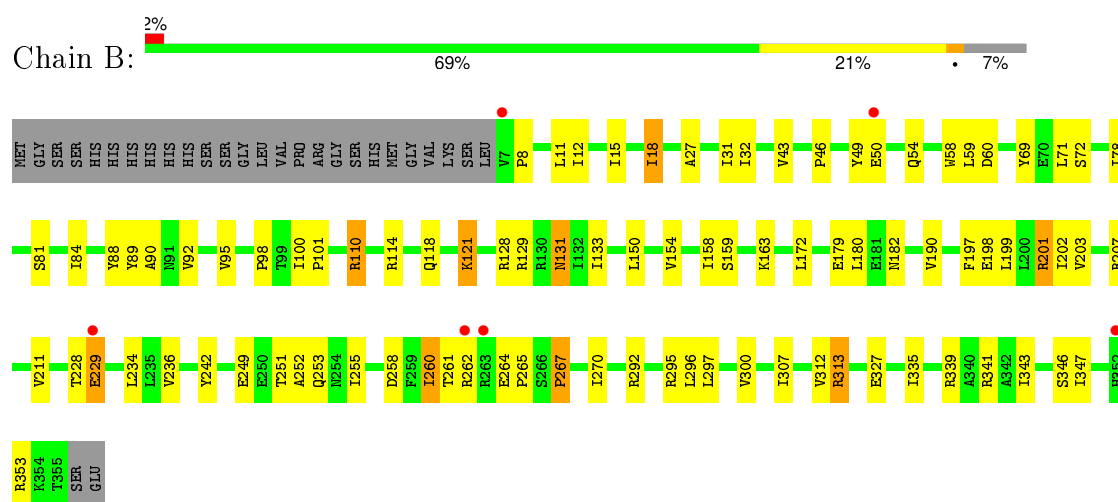 2%
Chain B:
69% 21% • 7%
MET GLY SER SER HIS HIS HIS HIS HIS HIS SER SER GLY LEU VAL PRO ARG GLY SER HIS MET GLY VAL LYS SER LEU V7 P8 L11 I12 I15 I18 A27 I31 I32 V43 P46 Y49 E50 Q54 W58 L59 D60 Y69 E70 L71 S72
S81 I84 Y88 Y89 A90 N91 V92 V95 P98 T99 I100 P101 R110 R114 Q118 K121 R128 R129 R130 N131 I132 I133 L150 V154 I158 S159 K163 L172 E179 L180 E181 N182 V190 F197 E198 L199 L200 R201 I202 V203
V211 T228 E229 L234 L235 V236 Y242 E249 E250 T251 A252 Q253 N254 I255 D258 F259 I260 T261 R262 R263 E264 P265 S266 P267 I270 R292 R295 L296 L297 V300 I307 V312 R313 E327 I335 R339 A340 R341 A342 I343 S346 I347
R353 K354 T355 SER GLU